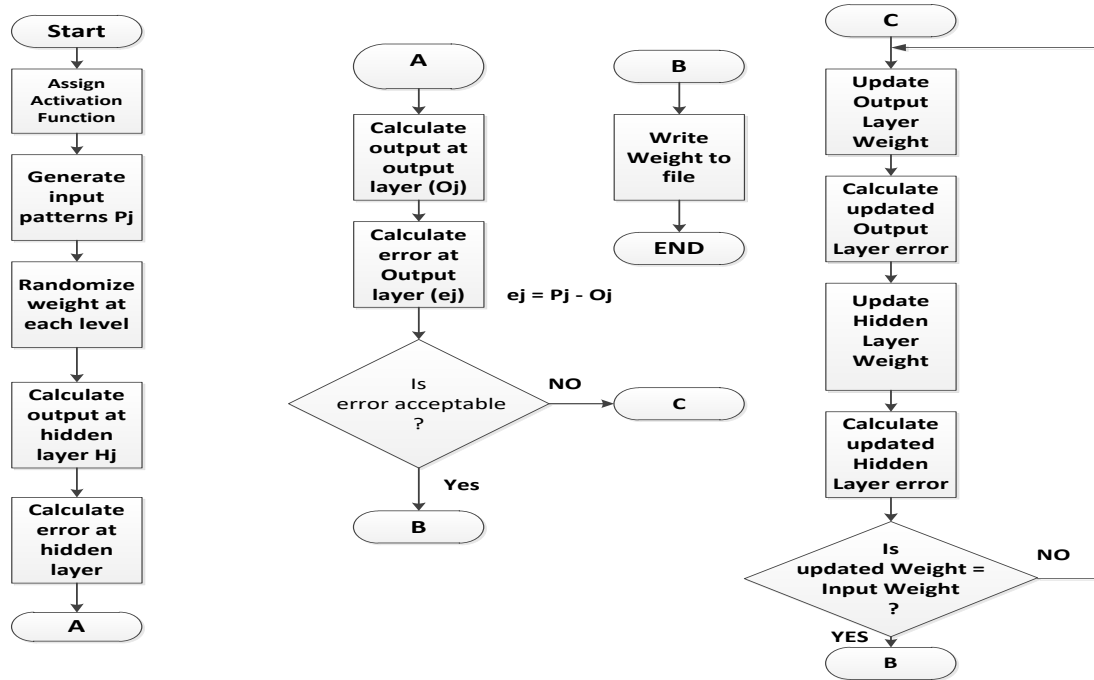 Start
Assign
Activation
Function
Generate
input
patterns Pj
Randomize
weight at
each level
Calculate
output at
hidden
layer Hj
Calculate
error at
hidden
layer
A
A
Calculate
output at
output
layer (Oj)
Calculate
error at
Output
layer (ej)
ej = Pj - Oj
Is
error acceptable
?
NO
C
Yes
B
B
Write
Weight to
file
END
C
Update
Output
Layer
Weight
Calculate
updated
Output
Layer error
Update
Hidden
Layer
Weight
Calculate
updated
Hidden
Layer error
Is
updated Weight =
Input Weight
?
NO
YES
B